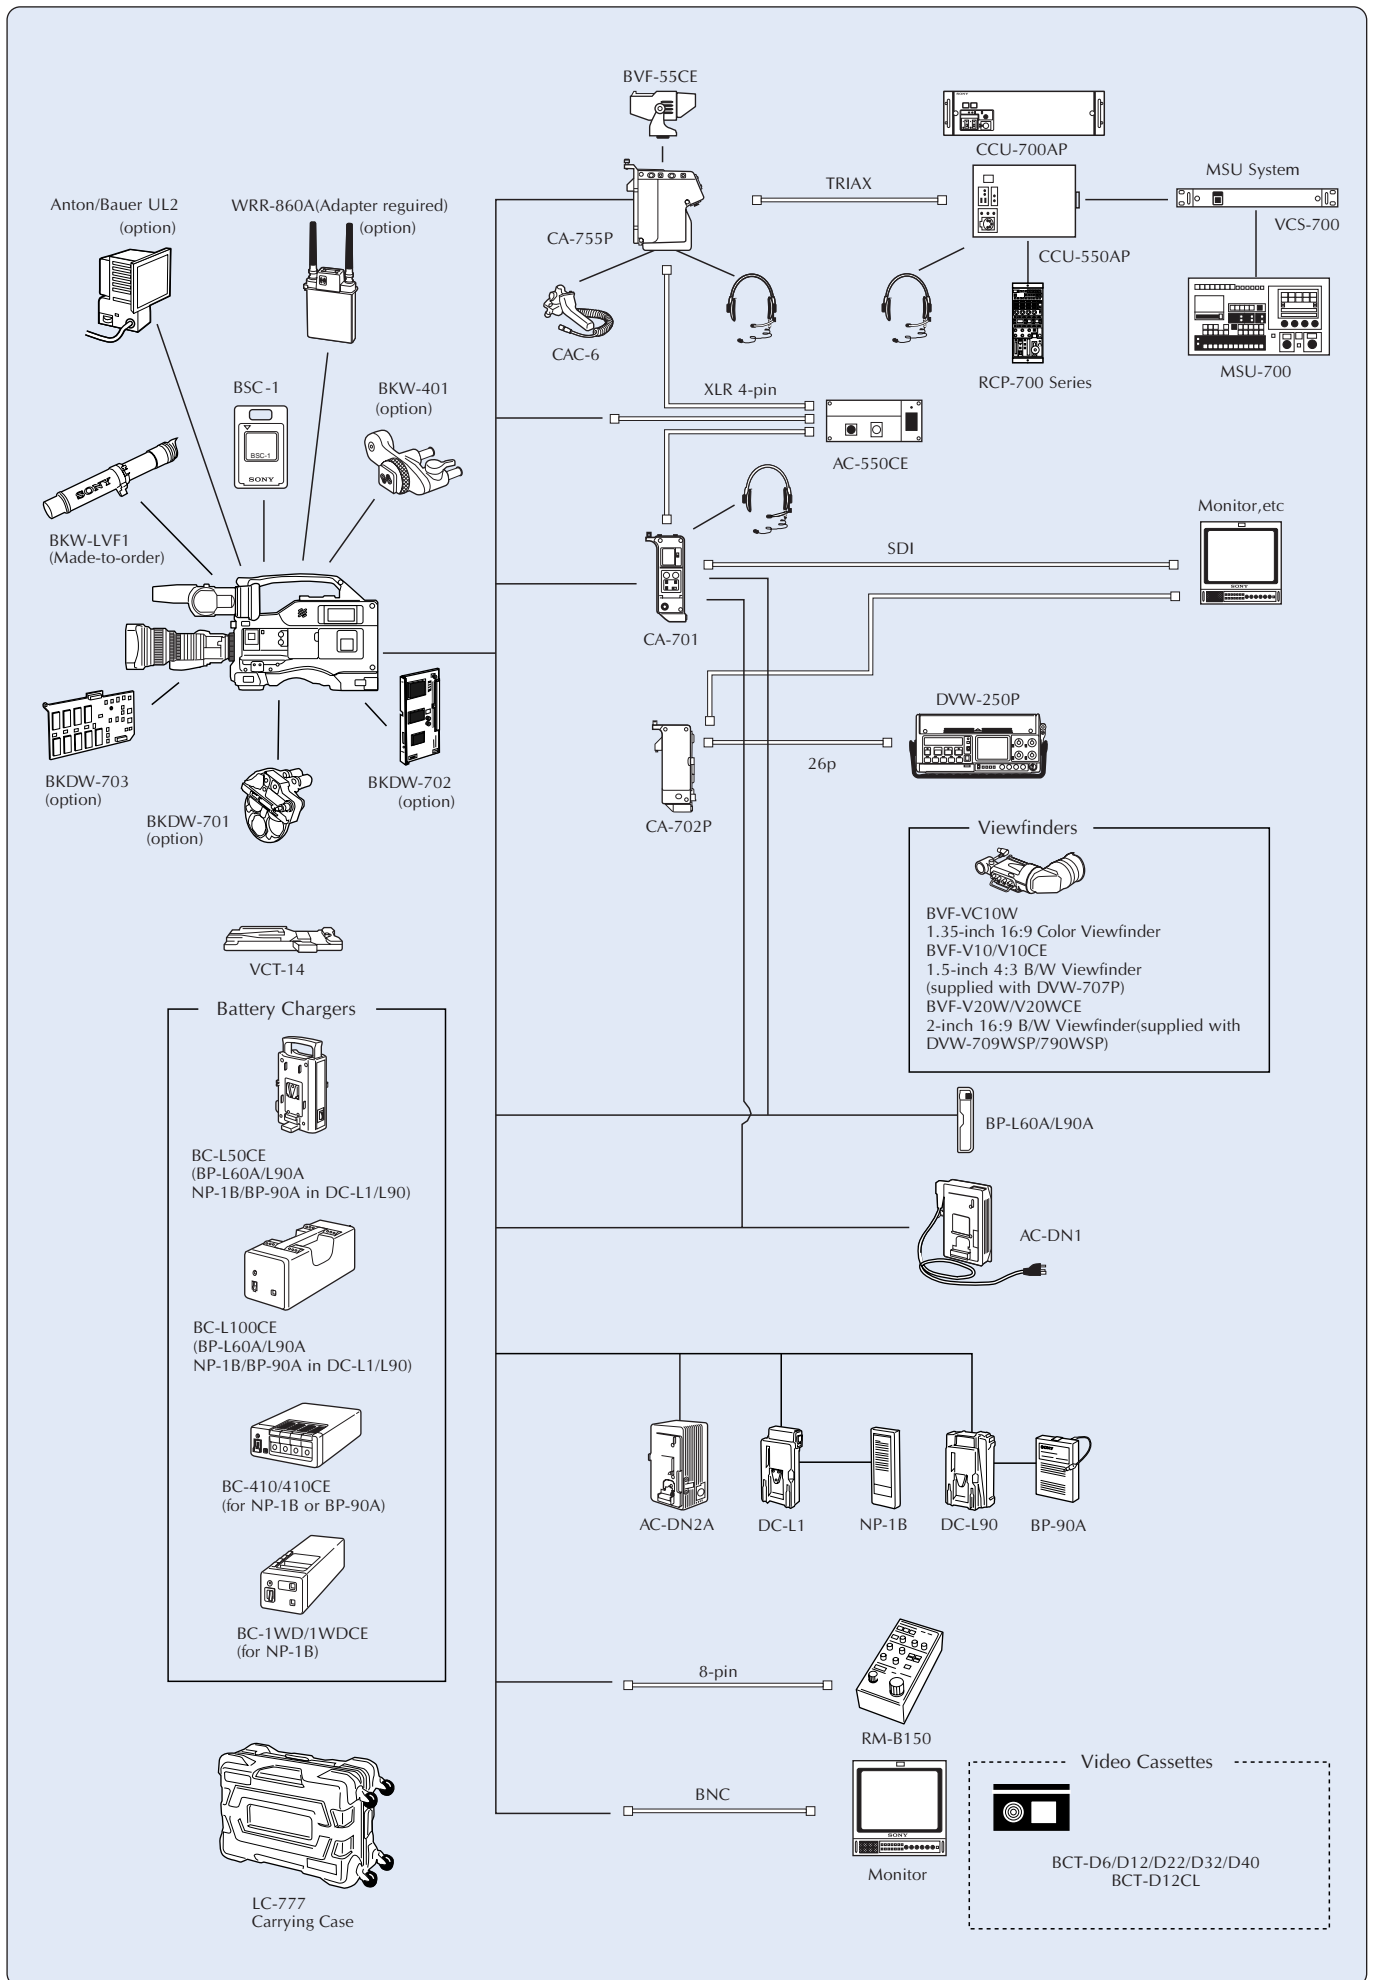 BVF-55CE
CCU-700AP
MSU System
TRIAX
Anton/Bauer UL2
(option)
WRR-860A(Adapter reguired)
(option)
VCS-700
CA-755P
CCU-550AP
CAC-6
MSU-700
RCP-700 Series
BSC-1
BKW-401
(option)
XLR 4-pin
BSC-1
SONY
SONY
AC-550CE
Monitor,etc
BKW-LVF1
(Made-to-order)
SDI
SONY
CA-701
DVW-250P
26p
BKDW-703
(option)
BKDW-702
(option)
BKDW-701
(option)
CA-702P
Viewfinders
BVF-VC10W
1.35-inch 16:9 Color Viewfinder
BVF-V10/V10CE
1.5-inch 4:3 B/W Viewfinder
(supplied with DVW-707P)
BVF-V20W/V20WCE
2-inch 16:9 B/W Viewfinder(supplied with
DVW-709WSP/790WSP)
VCT-14
Battery Chargers
BC-L50CE
(BP-L60A/L90A
NP-1B/BP-90A in DC-L1/L90)
BP-L60A/L90A
AC-DN1
BC-L100CE
(BP-L60A/L90A
NP-1B/BP-90A in DC-L1/L90)
BC-410/410CE
(for NP-1B or BP-90A)
AC-DN2A
DC-L1
NP-1B
DC-L90
BP-90A
BC-1WD/1WDCE
(for NP-1B)
8-pin
RM-B150
BNC
SONY
Monitor
Video Cassettes
BCT-D6/D12/D22/D32/D40
BCT-D12CL
LC-777
Carrying Case